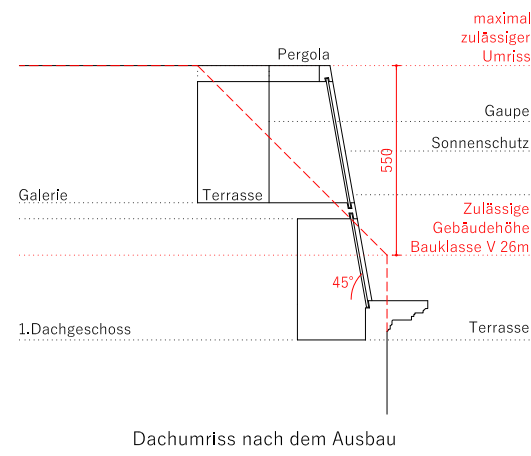 maximal
zulässiger
Umriss
Pergola
Gaupe
Sonnenschutz
550
Galerie
Terrasse
Zulässige
Gebäudehöhe
Bauklasse V 26m
45°
1.Dachgeschoss
Terrasse
Dachumriss nach dem Ausbau